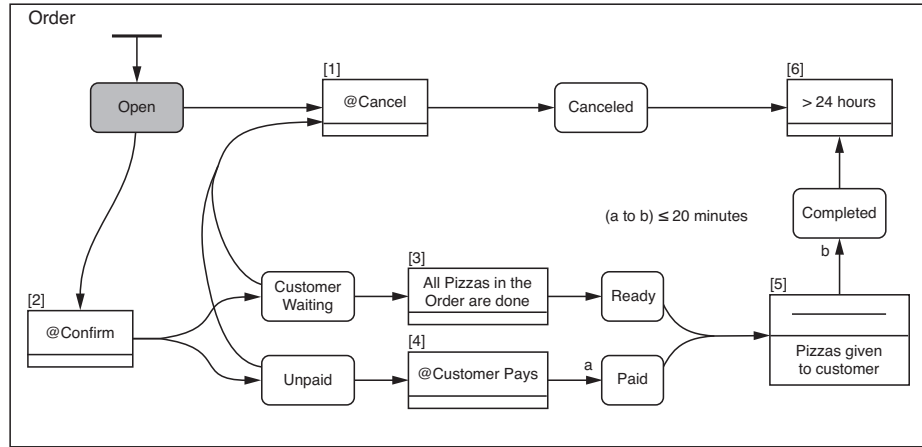 Order
Open
[1]
@Cancel
Canceled
[6]
> 24 hours
(a to b) ≤ 20 minutes
Completed
b
[2]
@Confirm
Customer
Waiting
[3]
All Pizzas in the
Order are done
Ready
[5]
Pizzas given
to customer
Unpaid
[4]
@Customer Pays
a
Paid